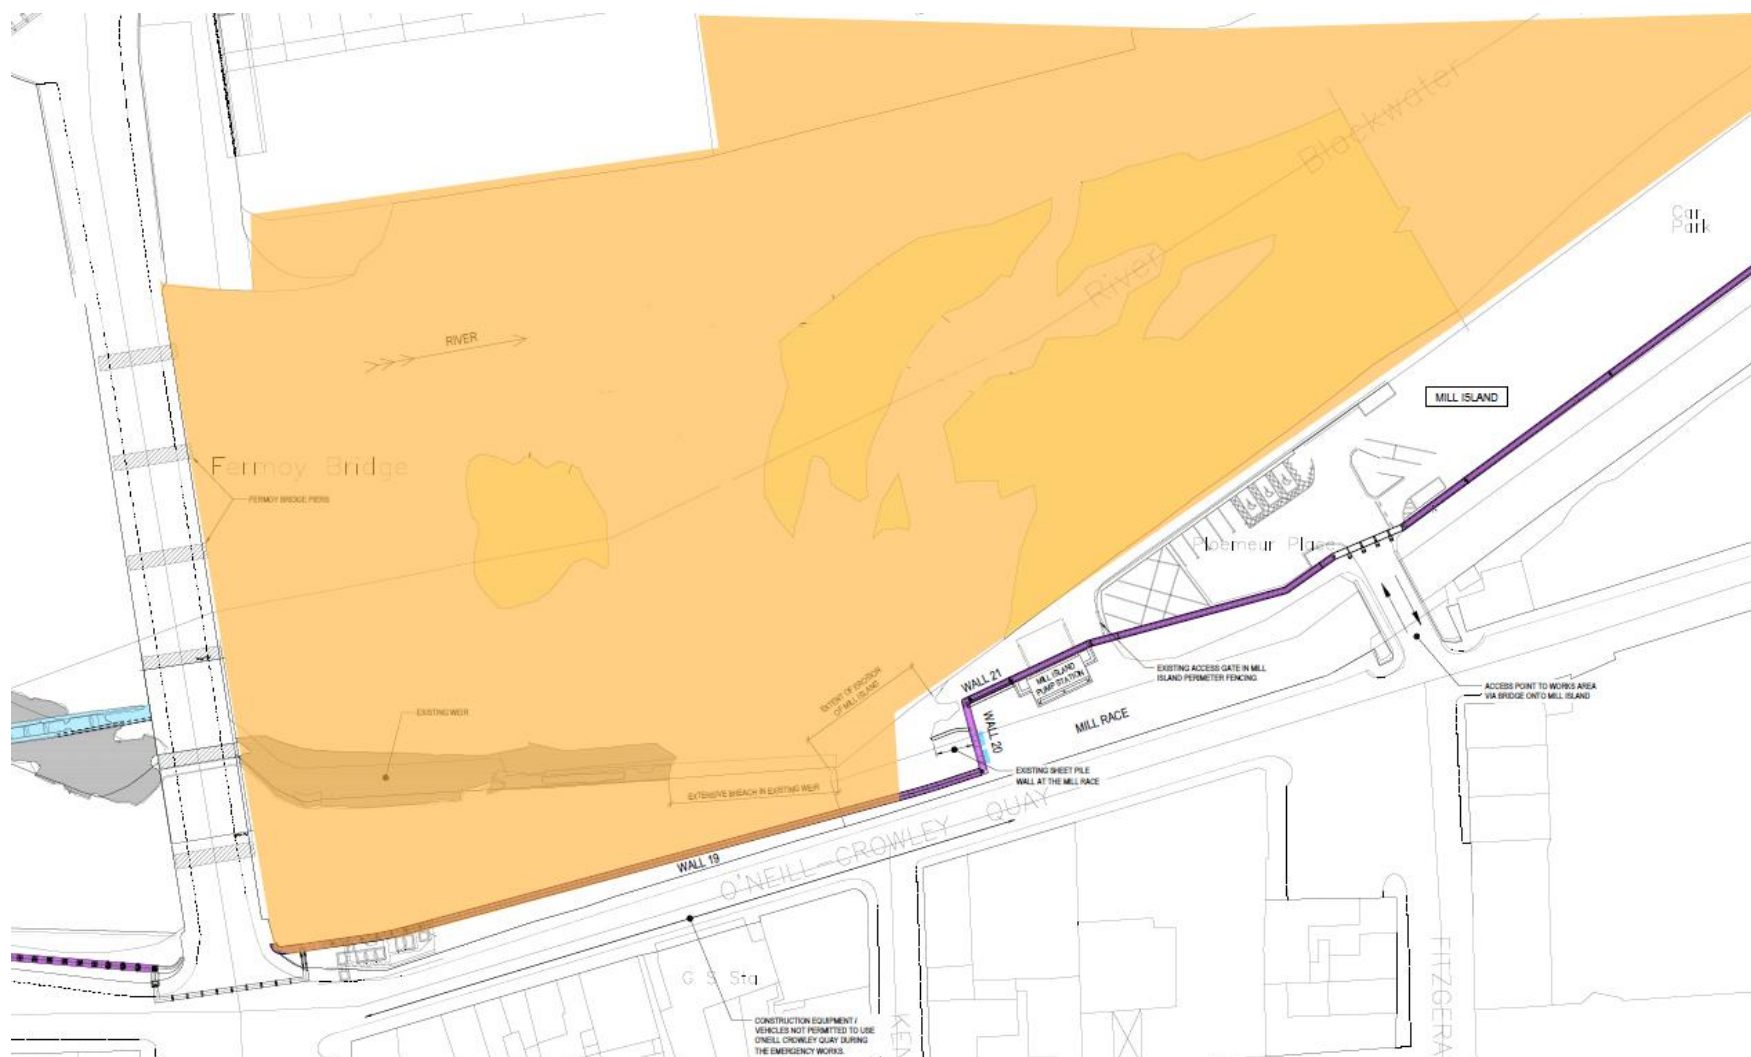 Blackwater
River
Car
Park
RIVER
MILL ISLAND
Fermoy Bridge
FERMOY BRIDGE PIERS
Ploemeur Place
EXTENT OF EROSION
OF MILL ISLAND
WALL 21
MILL ISLAND
PUMP STATION
EXISTING ACCESS GATE IN MILL
ISLAND PERIMETER FENCING
ACCESS POINT TO WORKS AREA
VIA BRIDGE ONTO MILL ISLAND
EXISTING WEIR
WALL 20
MILL RACE
EXISTING SHEET PILE
WALL AT THE MILL RACE
EXTENSIVE BREACH IN EXISTING WEIR
WALL 19
O'NEILL-CROWLEY QUAY
G S Sta
FITZGERA
KEN
CONSTRUCTION EQUIPMENT /
VEHICLES NOT PERMITTED TO USE
O'NEILL CROWLEY QUAY DURING
THE EMERGENCY WORKS.